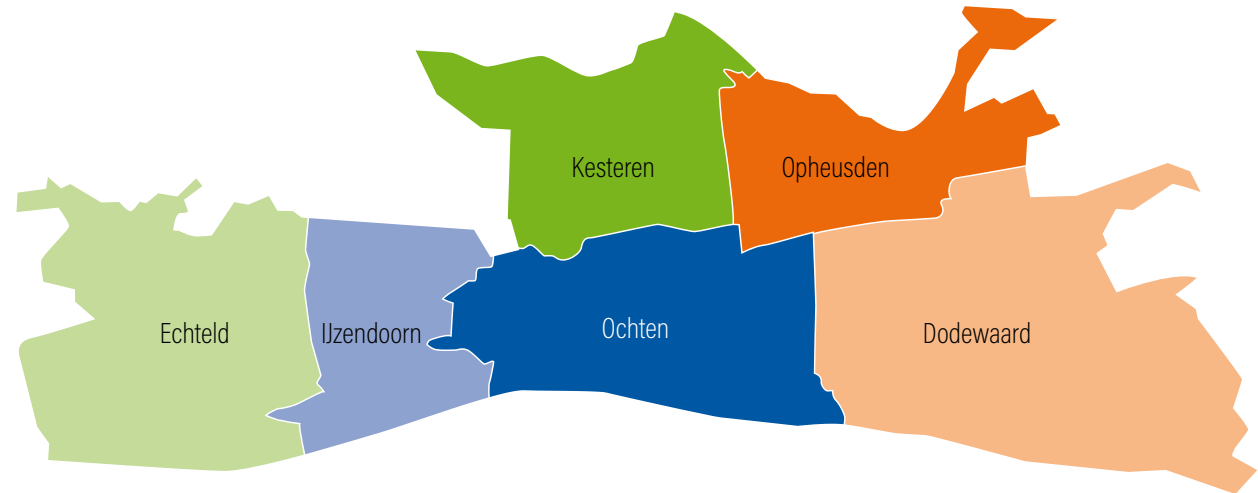 Kesteren
Opheusden
Echteld
IJzendoorn
Ochten
Dodewaard